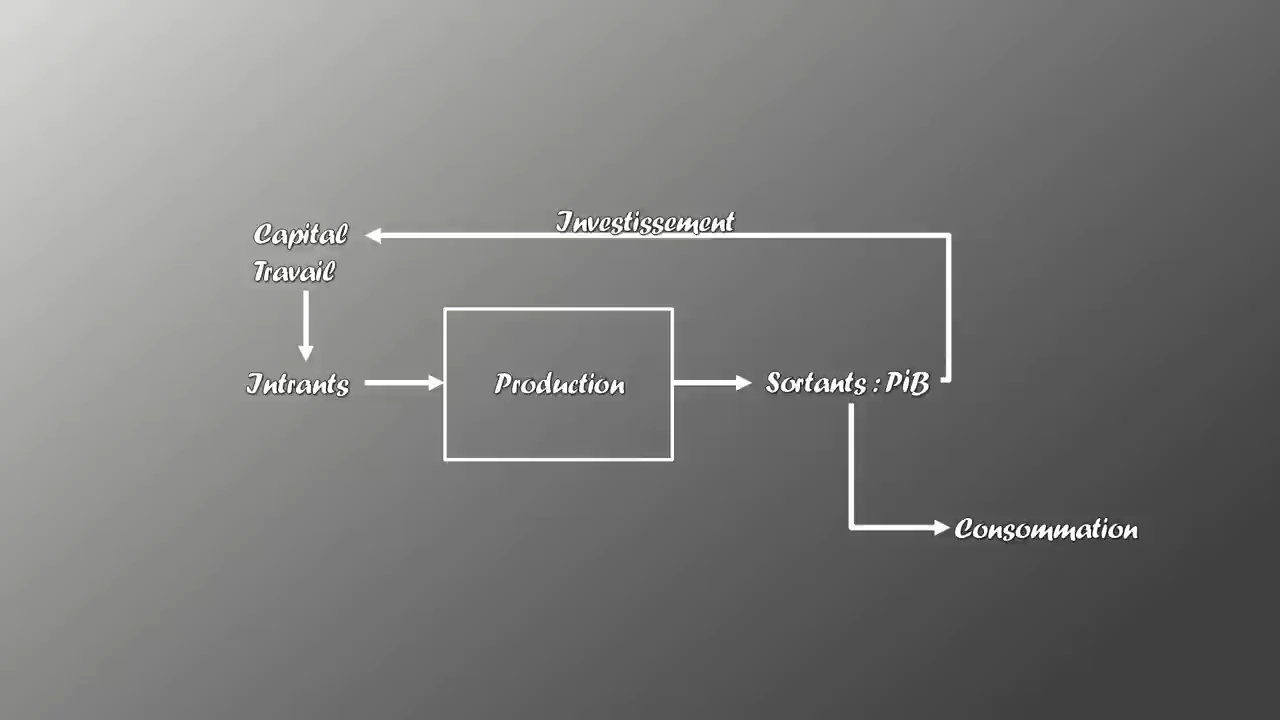 Investissement
Capital
Travail
Intrants
Production
Sortants : PiB
Consommation